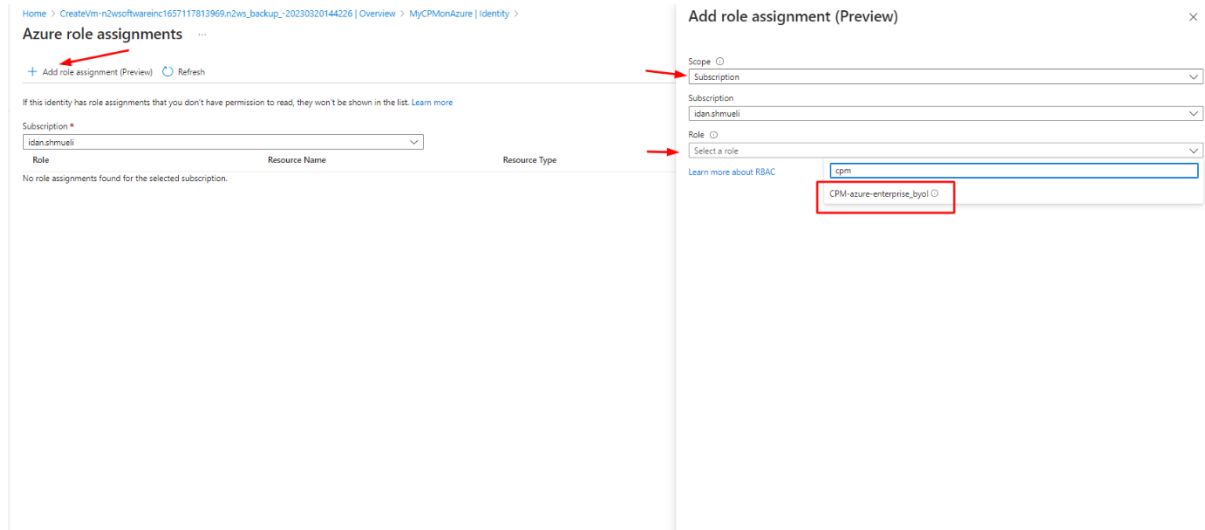 Home > CreateVm-n2wsoftwareinc1657117813969.n2ws_backup_-20230320144226 | Overview > MyCPMonAzure | Identity >
Azure role assignments ...
+ Add role assignment (Preview) Refresh
If this identity has role assignments that you don't have permission to read, they won't be shown in the list. Learn more
Subscription *
idan.shmueli
Role Resource Name Resource Type
No role assignments found for the selected subscription.
Add role assignment (Preview) ×
Scope
Subscription
Subscription
idan.shmueli
Role
Select a role
Learn more about RBAC
cpm
CPM-azure-enterprise_byol